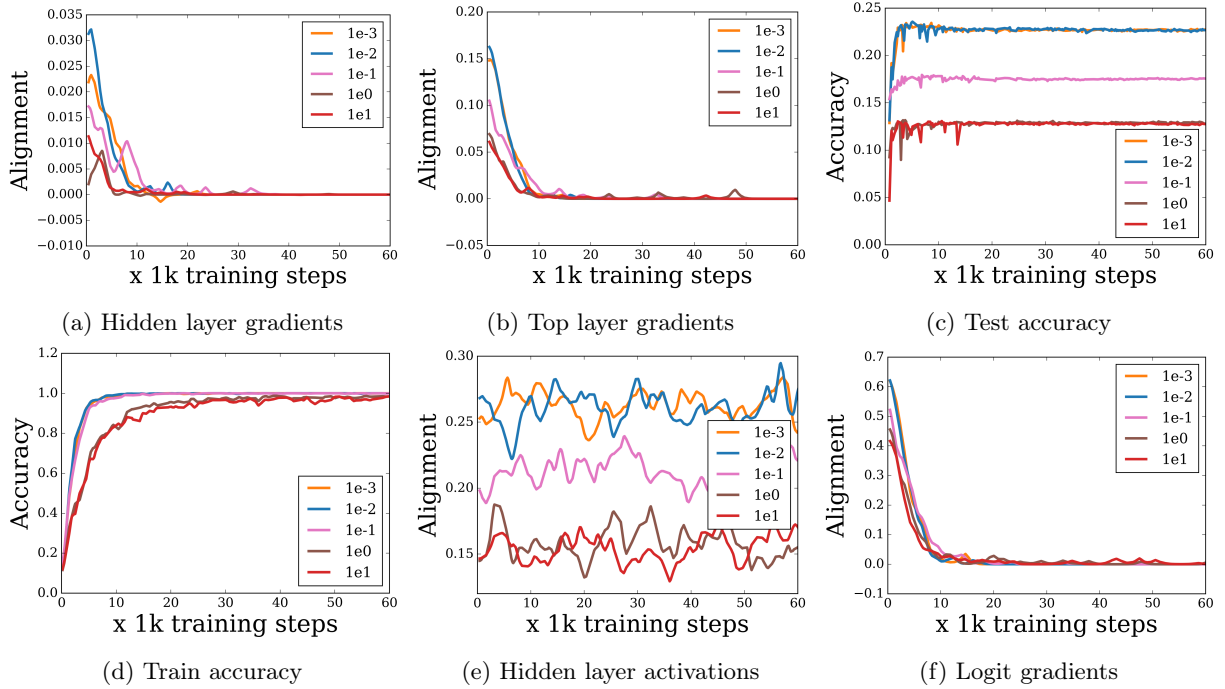 0.035
0.030
0.025
0.020
0.015
0.010
0.005
0.000
−0.005
−0.010
Alignment
1e-3
1e-2
1e-1
1e0
1e1
0 10 20 30 40 50 60
x 1k training steps
(a) Hidden layer gradients
0.20
0.15
0.10
0.05
0.00
−0.05
Alignment
1e-3
1e-2
1e-1
1e0
1e1
0 10 20 30 40 50 60
x 1k training steps
(b) Top layer gradients
0.25
0.20
0.15
0.10
0.05
0.00
Accuracy
1e-3
1e-2
1e-1
1e0
1e1
0 10 20 30 40 50 60
x 1k training steps
(c) Test accuracy
1.2
1.0
0.8
0.6
0.4
0.2
0.0
Accuracy
1e-3
1e-2
1e-1
1e0
1e1
0 10 20 30 40 50 60
x 1k training steps
(d) Train accuracy
0.30
0.25
0.20
0.15
Alignment
1e-3
1e-2
1e-1
1e0
1e1
0 10 20 30 40 50 60
x 1k training steps
(e) Hidden layer activations
0.7
0.6
0.5
0.4
0.3
0.2
0.1
0.0
−0.1
Alignment
1e-3
1e-2
1e-1
1e0
1e1
0 10 20 30 40 50 60
x 1k training steps
(f) Logit gradients